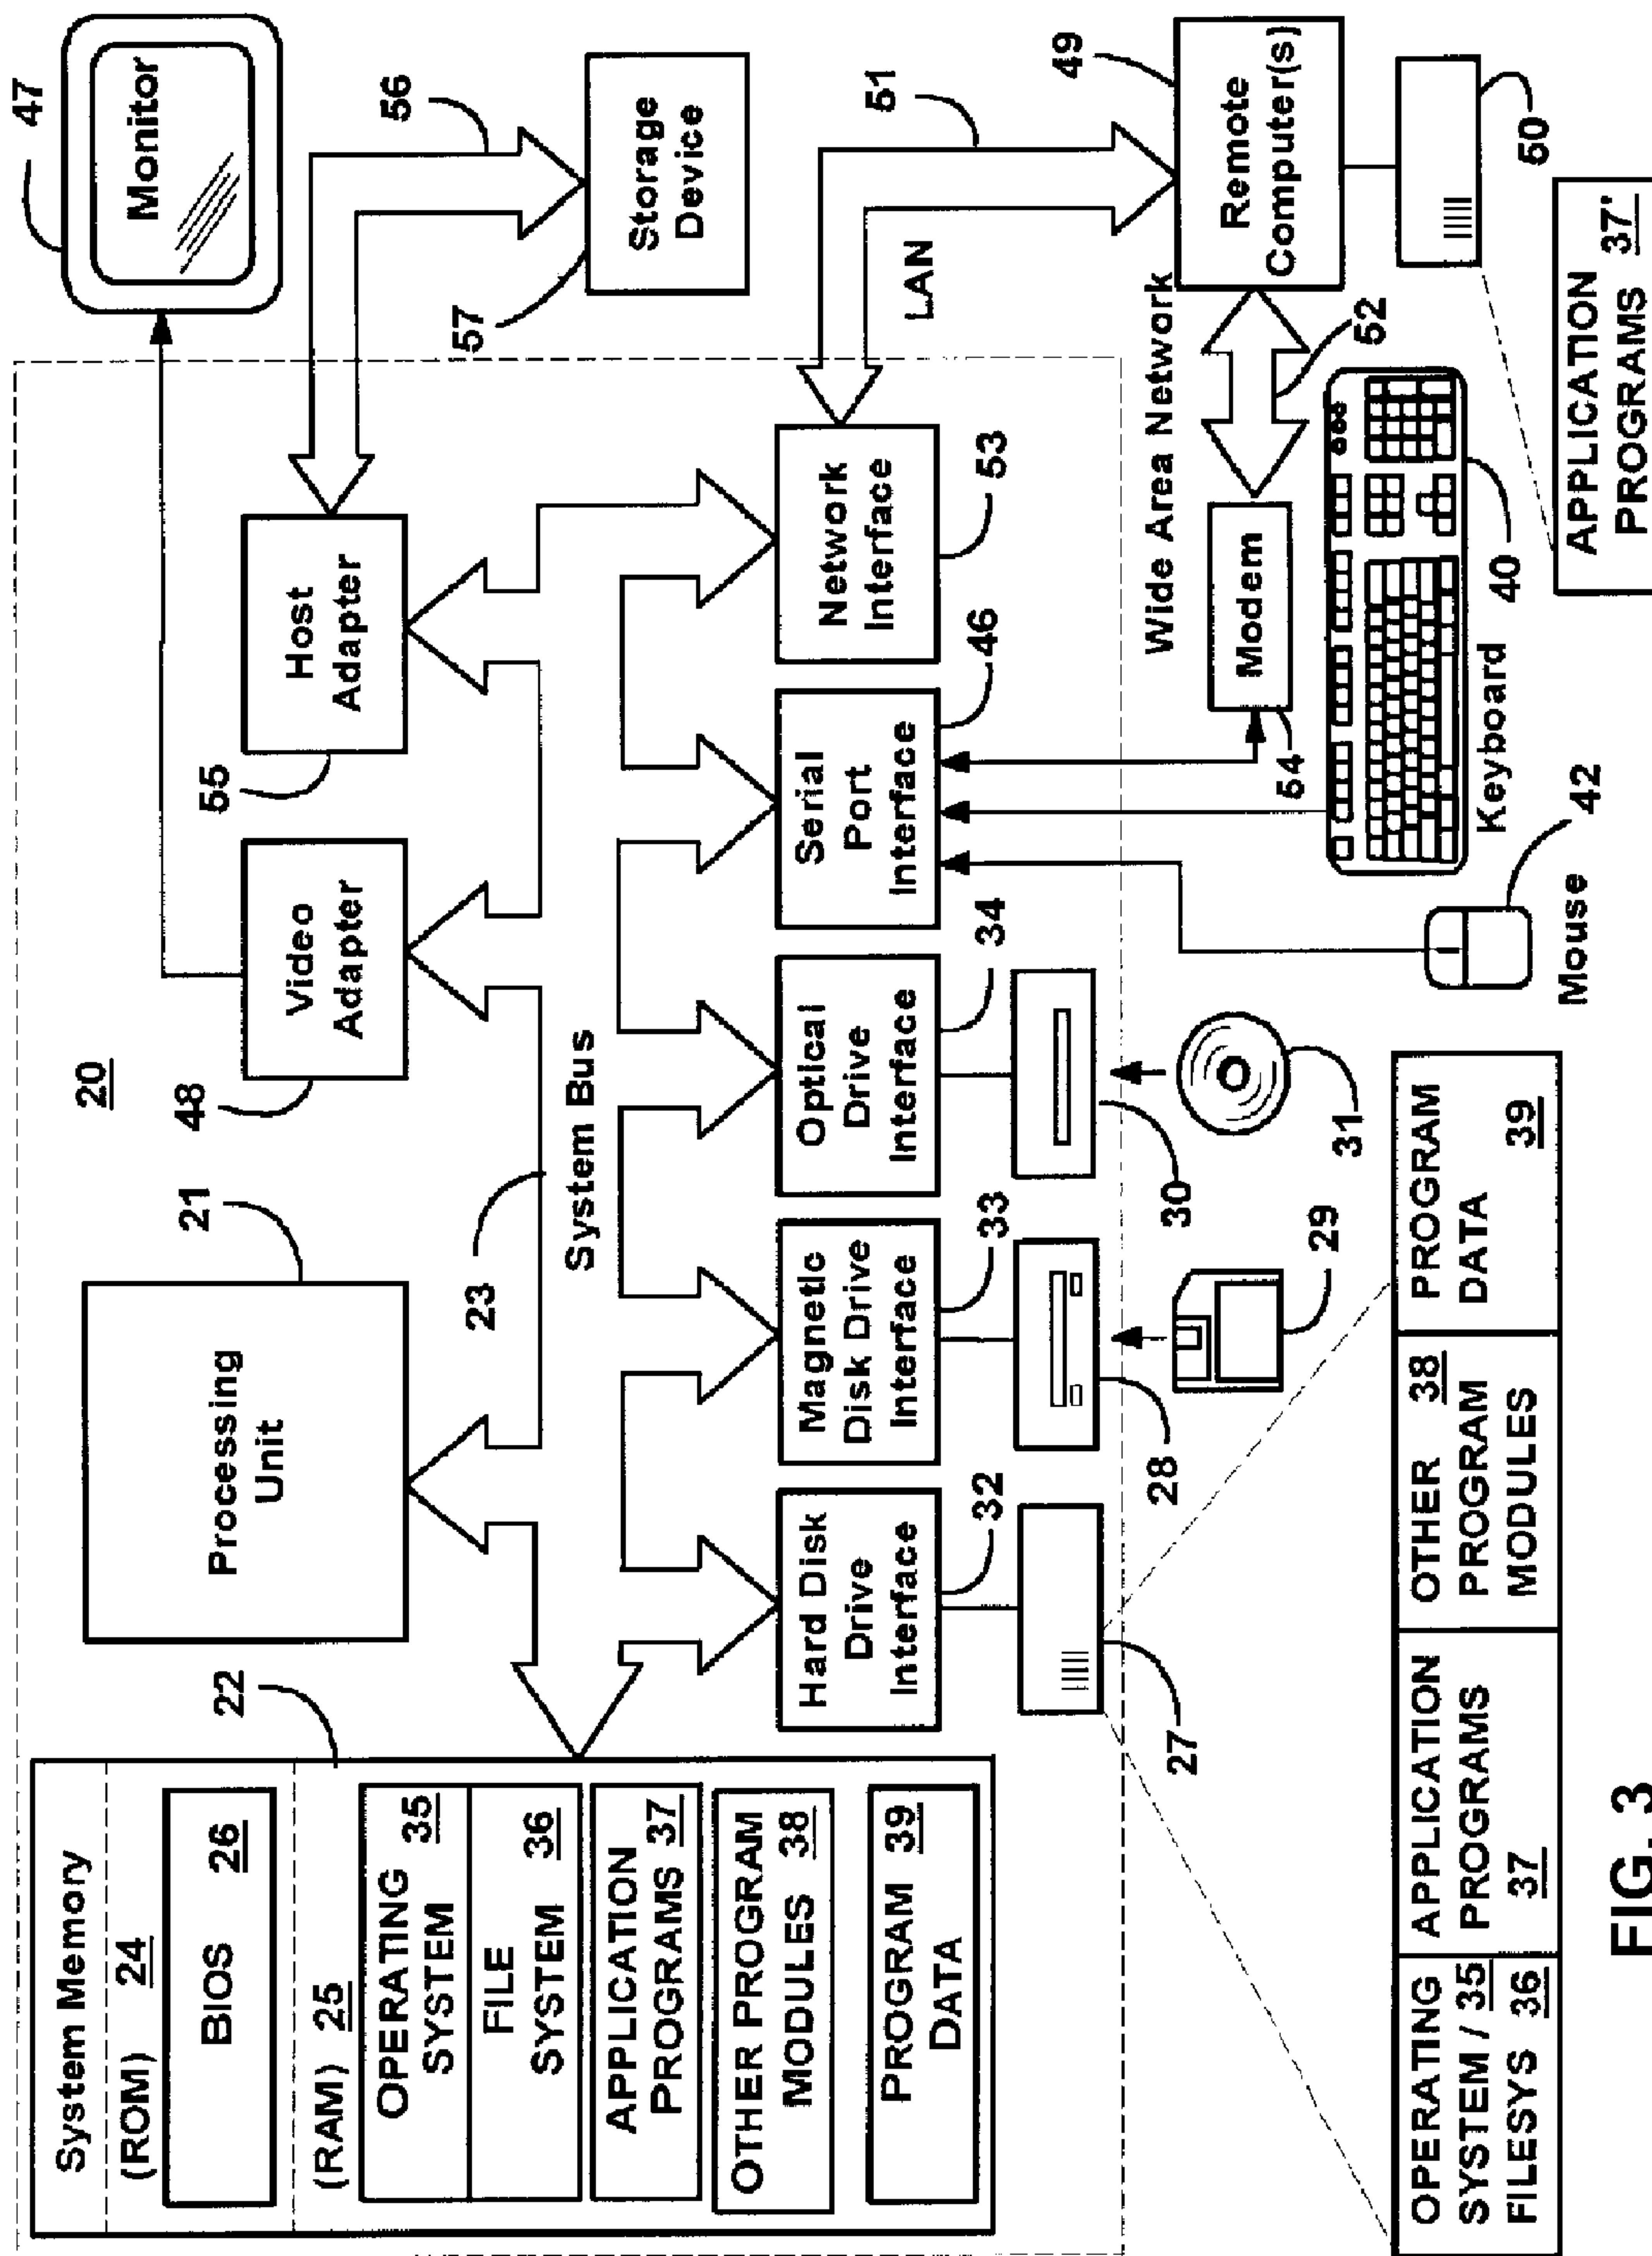 System Memory
(ROM) 24
BIOS 26
(RAM) 25
OPERATING
SYSTEM 35
FILE
SYSTEM 36
APPLICATION
PROGRAMS 37
OTHER PROGRAM
MODULES 38
PROGRAM 39
DATA
22
Processing
Unit
21
20
48
Video
Adapter
55
Host
Adapter
47
Monitor
56
57
Storage
Device
23
System Bus
Hard Disk
Drive
Interface
32
Magnetic
Disk Drive
Interface
33
Optical
Drive
Interface
34
Serial
Port
Interface
46
Network
Interface
53
LAN
51
27
28
29
30
31
54
Modem
Wide Area Network
52
Remote
Computer(s)
49
50
Mouse
42
Keyboard
40
OPERATING
SYSTEM / 35
FILESYS 36
APPLICATION
PROGRAMS
37
OTHER 38
PROGRAM
MODULES
PROGRAM
DATA
39
APPLICATION
PROGRAMS 37'
FIG. 3